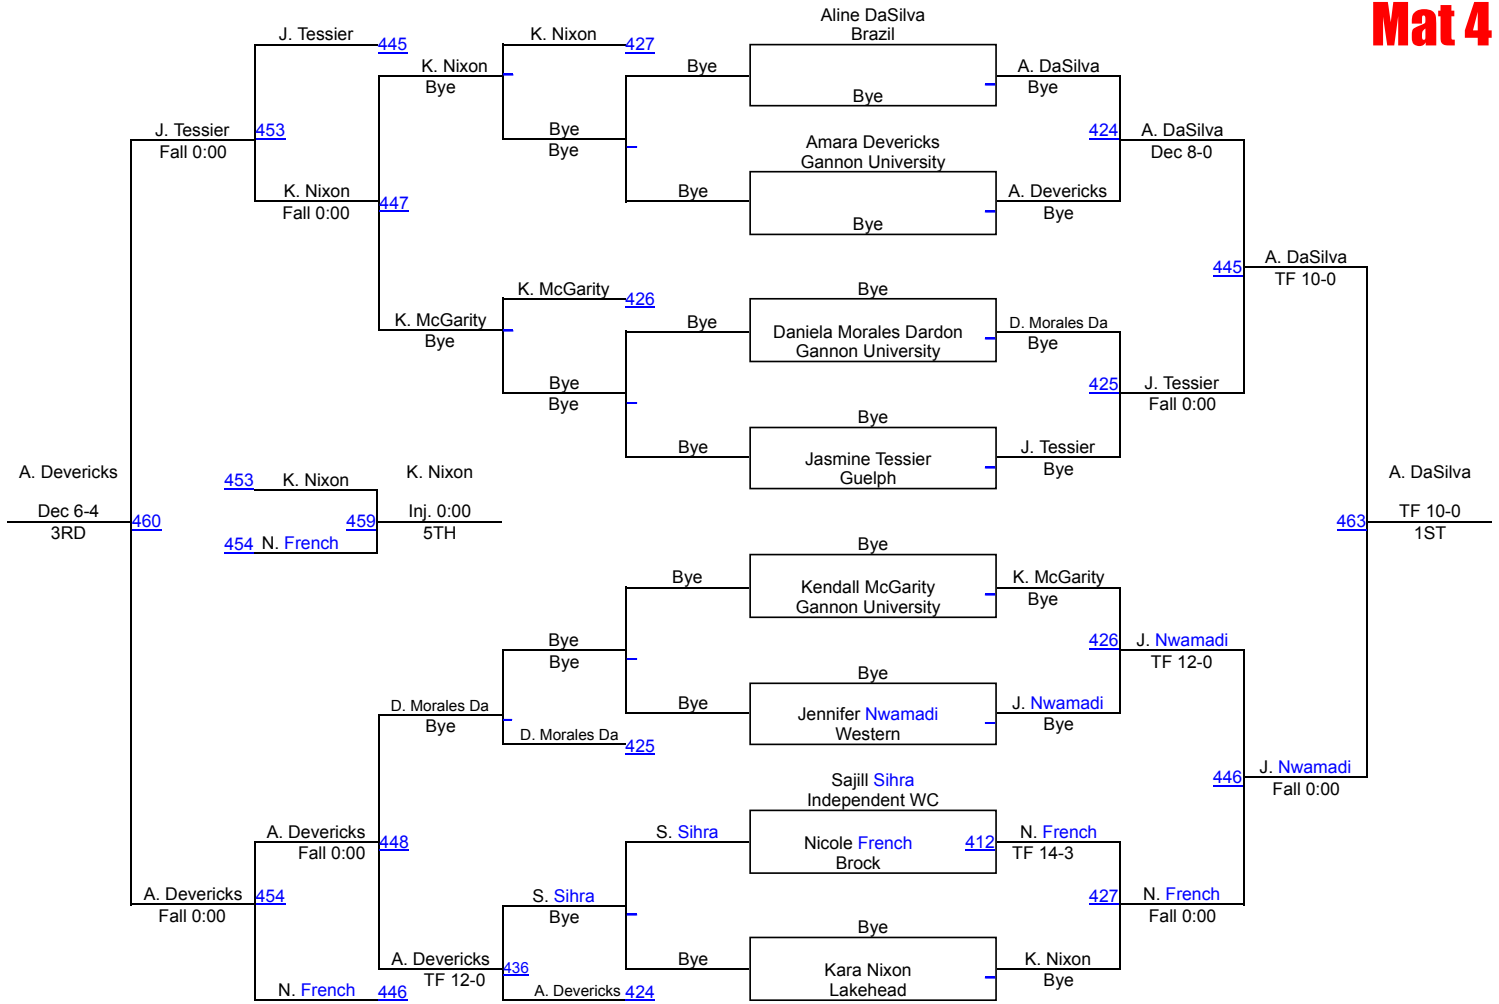 Mat 4
Aline DaSilva
Brazil
J. Tessier
445
K. Nixon
427
K. Nixon
Bye
Bye
Bye
A. DaSilva
Bye
J. Tessier
453
Fall 0:00
Bye
Bye
Amara Devericks
Gannon University
424
A. DaSilva
Dec 8-0
K. Nixon
Fall 0:00
447
Bye
Bye
A. Devericks
Bye
445
A. DaSilva
TF 10-0
K. McGarity
426
Bye
K. McGarity
Bye
Bye
Daniela Morales Dardon
Gannon University
D. Morales Da
Bye
Bye
Bye
425
J. Tessier
Fall 0:00
Bye
Bye
Jasmine Tessier
Guelph
J. Tessier
Bye
A. Devericks
453
K. Nixon
K. Nixon
A. DaSilva
Dec 6-4
3RD
460
459
Inj. 0:00
5TH
463
TF 10-0
1ST
454
N. French
Bye
Bye
Kendall McGarity
Gannon University
K. McGarity
Bye
Bye
Bye
426
J. Nwamadi
TF 12-0
Bye
D. Morales Da
Bye
Bye
Jennifer Nwamadi
Western
J. Nwamadi
Bye
D. Morales Da
425
446
J. Nwamadi
Fall 0:00
Sajill Sihra
Independent WC
A. Devericks
Fall 0:00
448
S. Sihra
Nicole French
Brock
412
N. French
TF 14-3
A. Devericks
454
Fall 0:00
S. Sihra
Bye
427
N. French
Fall 0:00
Bye
A. Devericks
TF 12-0
436
Bye
Kara Nixon
Lakehead
K. Nixon
Bye
N. French
446
A. Devericks
424